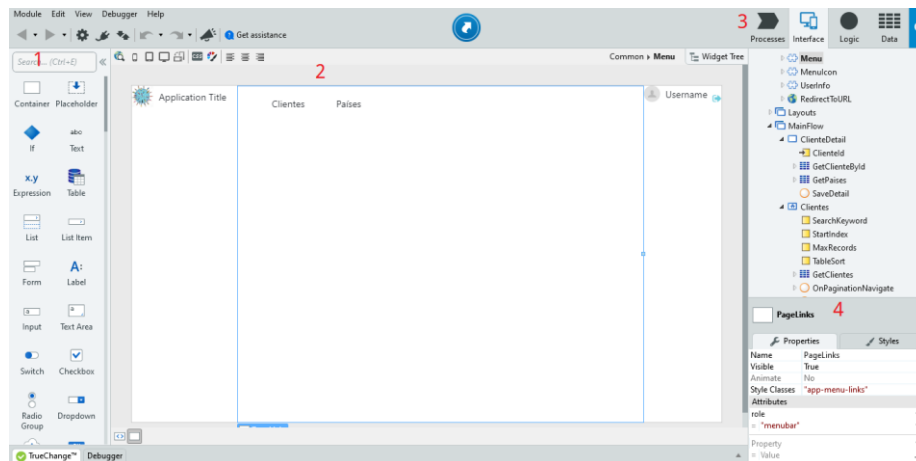 Module Edit View Debugger Help
Get assistance
3
Processes Interface Logic Data
1
Search... (Ctrl+E)
2
Common Menu Widget Tree
Container Placeholder
abc
If Text
x.y
Expression Table
List List Item
A:
Form Label
Input Text Area
Switch Checkbox
Radio Group Dropdown
Application Title
Clientes Países
Username
Menu
MenuIcon
UserInfo
RedirectToURL
Layouts
MainFlow
ClienteDetail
ClienteId
GetClienteById
GetPaises
SaveDetail
Clientes
SearchKeyword
StartIndex
MaxRecords
TableSort
GetClientes
OnPaginationNavigate
PageLinks 4
Properties Styles
Name PageLinks
Visible True
Animate No
Style Classes "app-menu-links"
Attributes
role
= "menubar"
Property
= Value
TrueChange™ Debugger